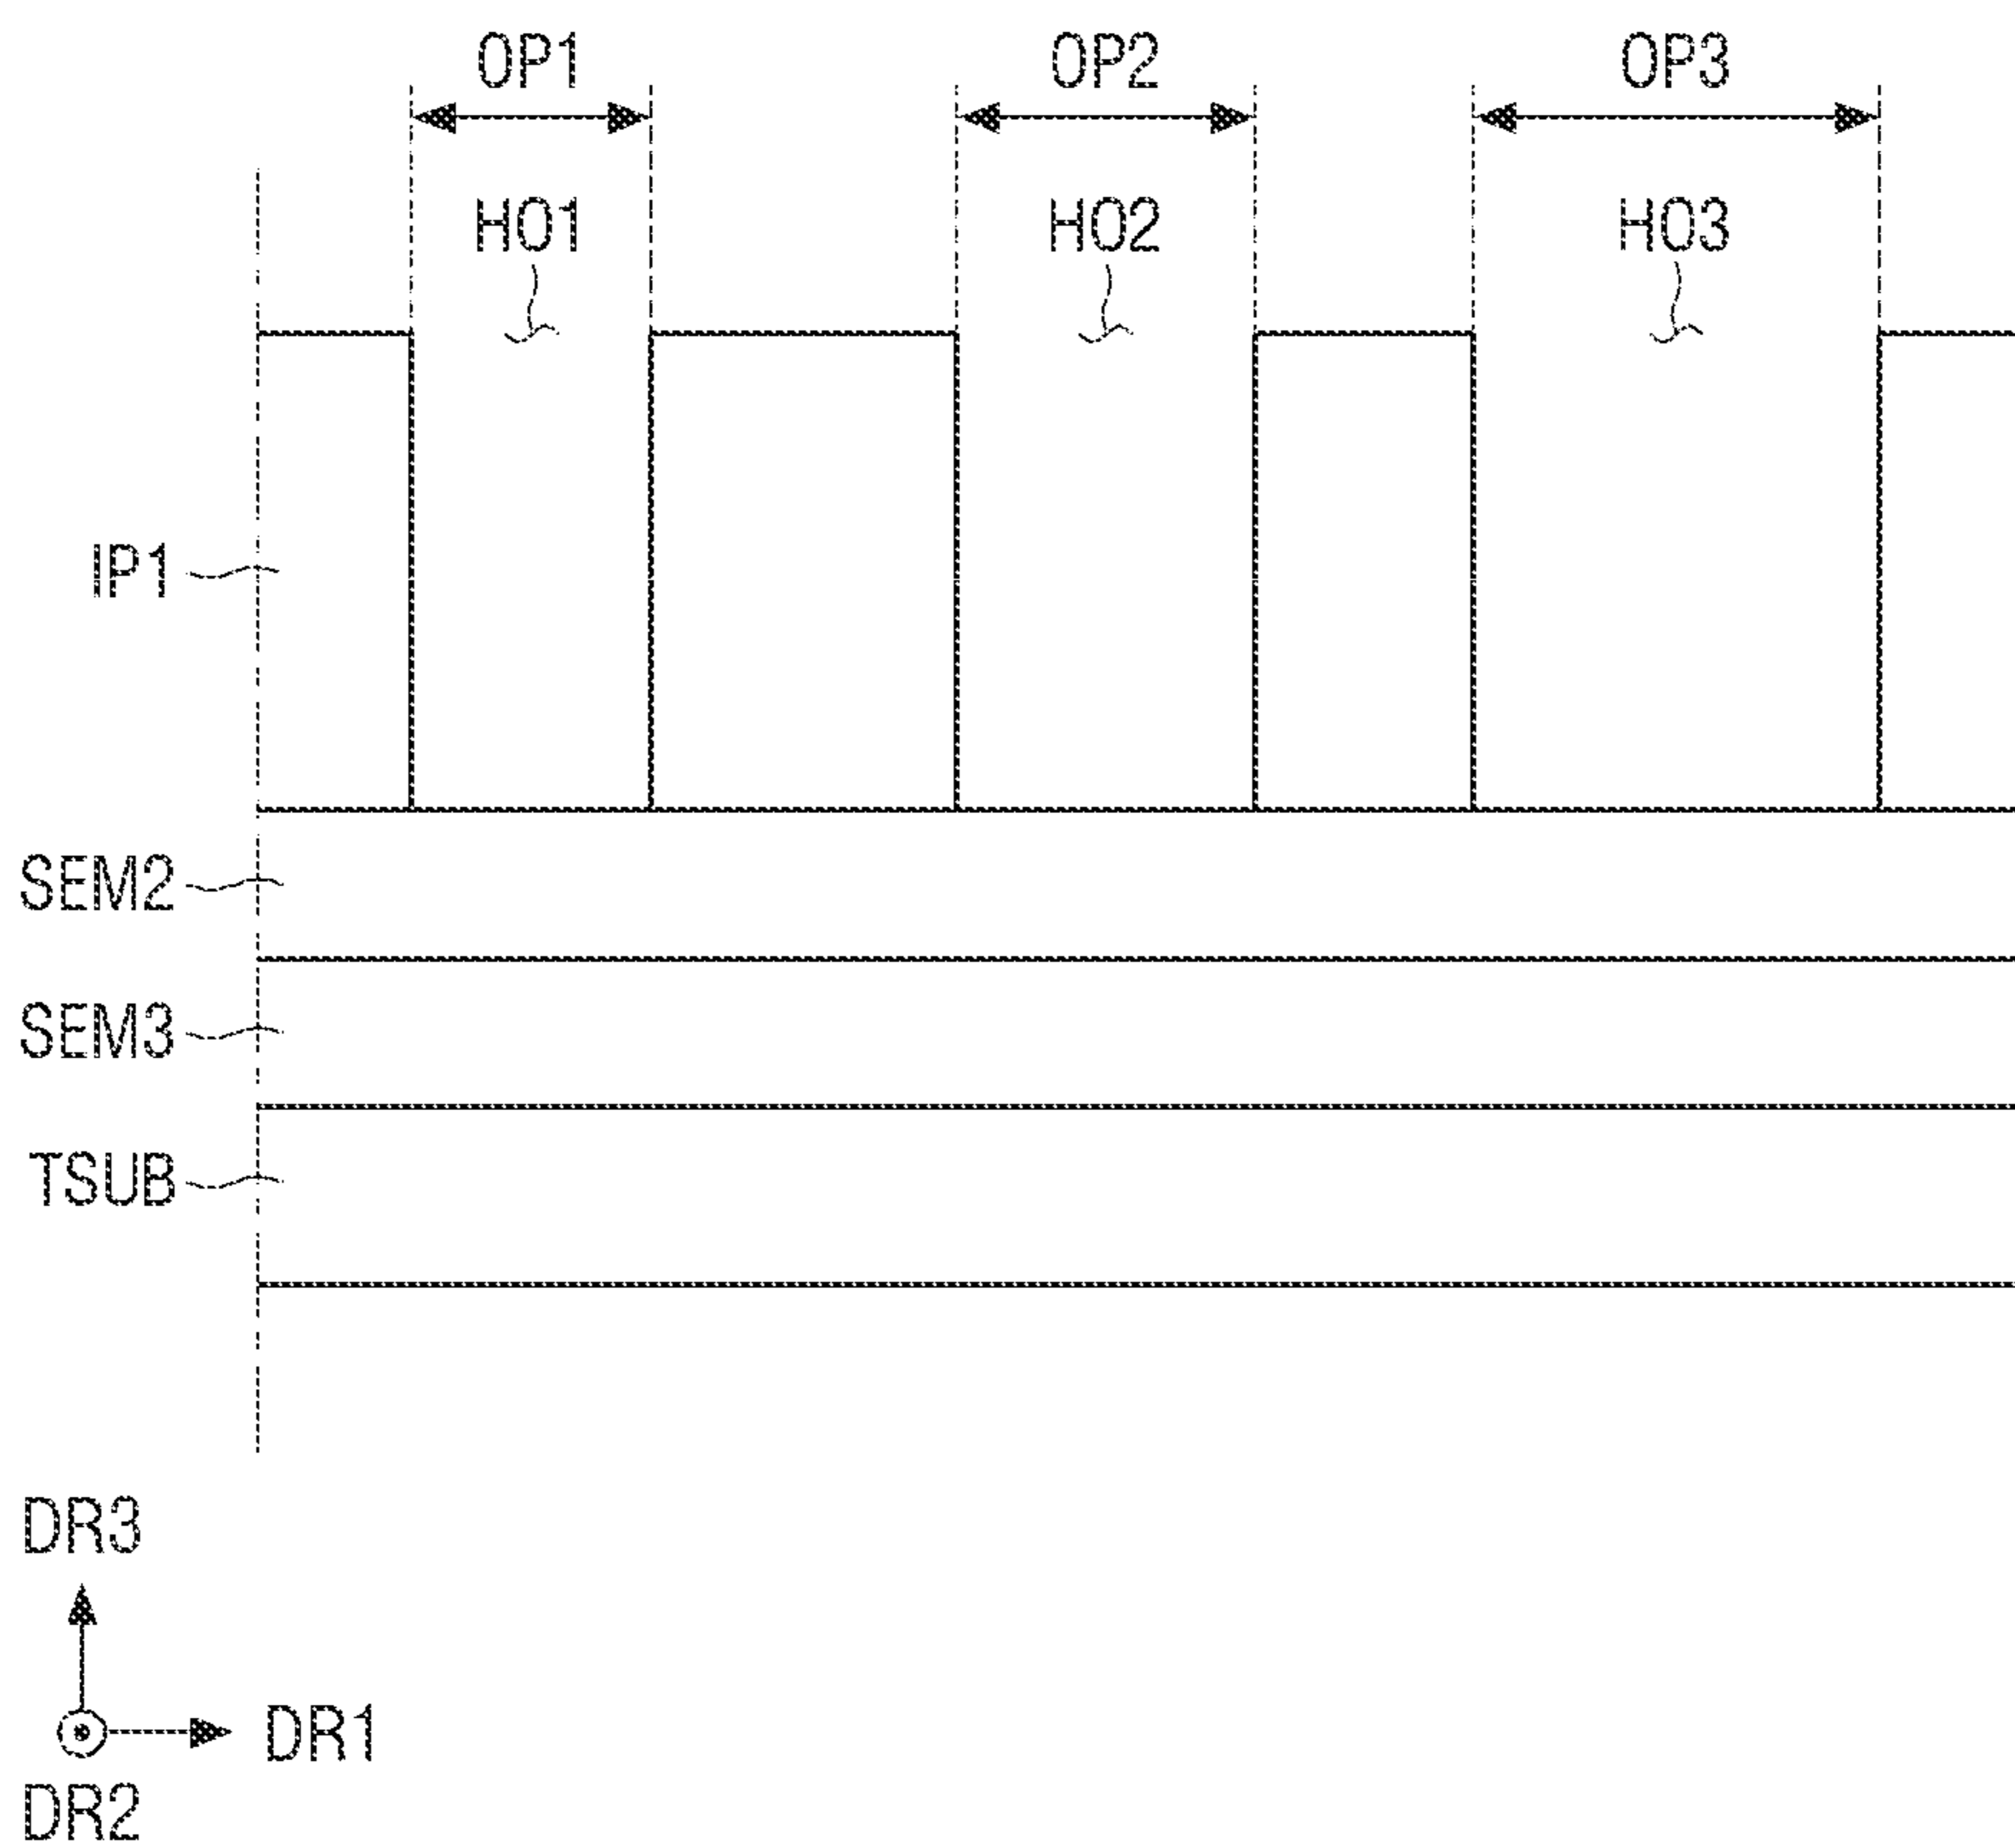 OP1 OP2 OP3
HO1 HO2 HO3
IP1
SEM2
SEM3
TSUB
DR3
DR1
DR2